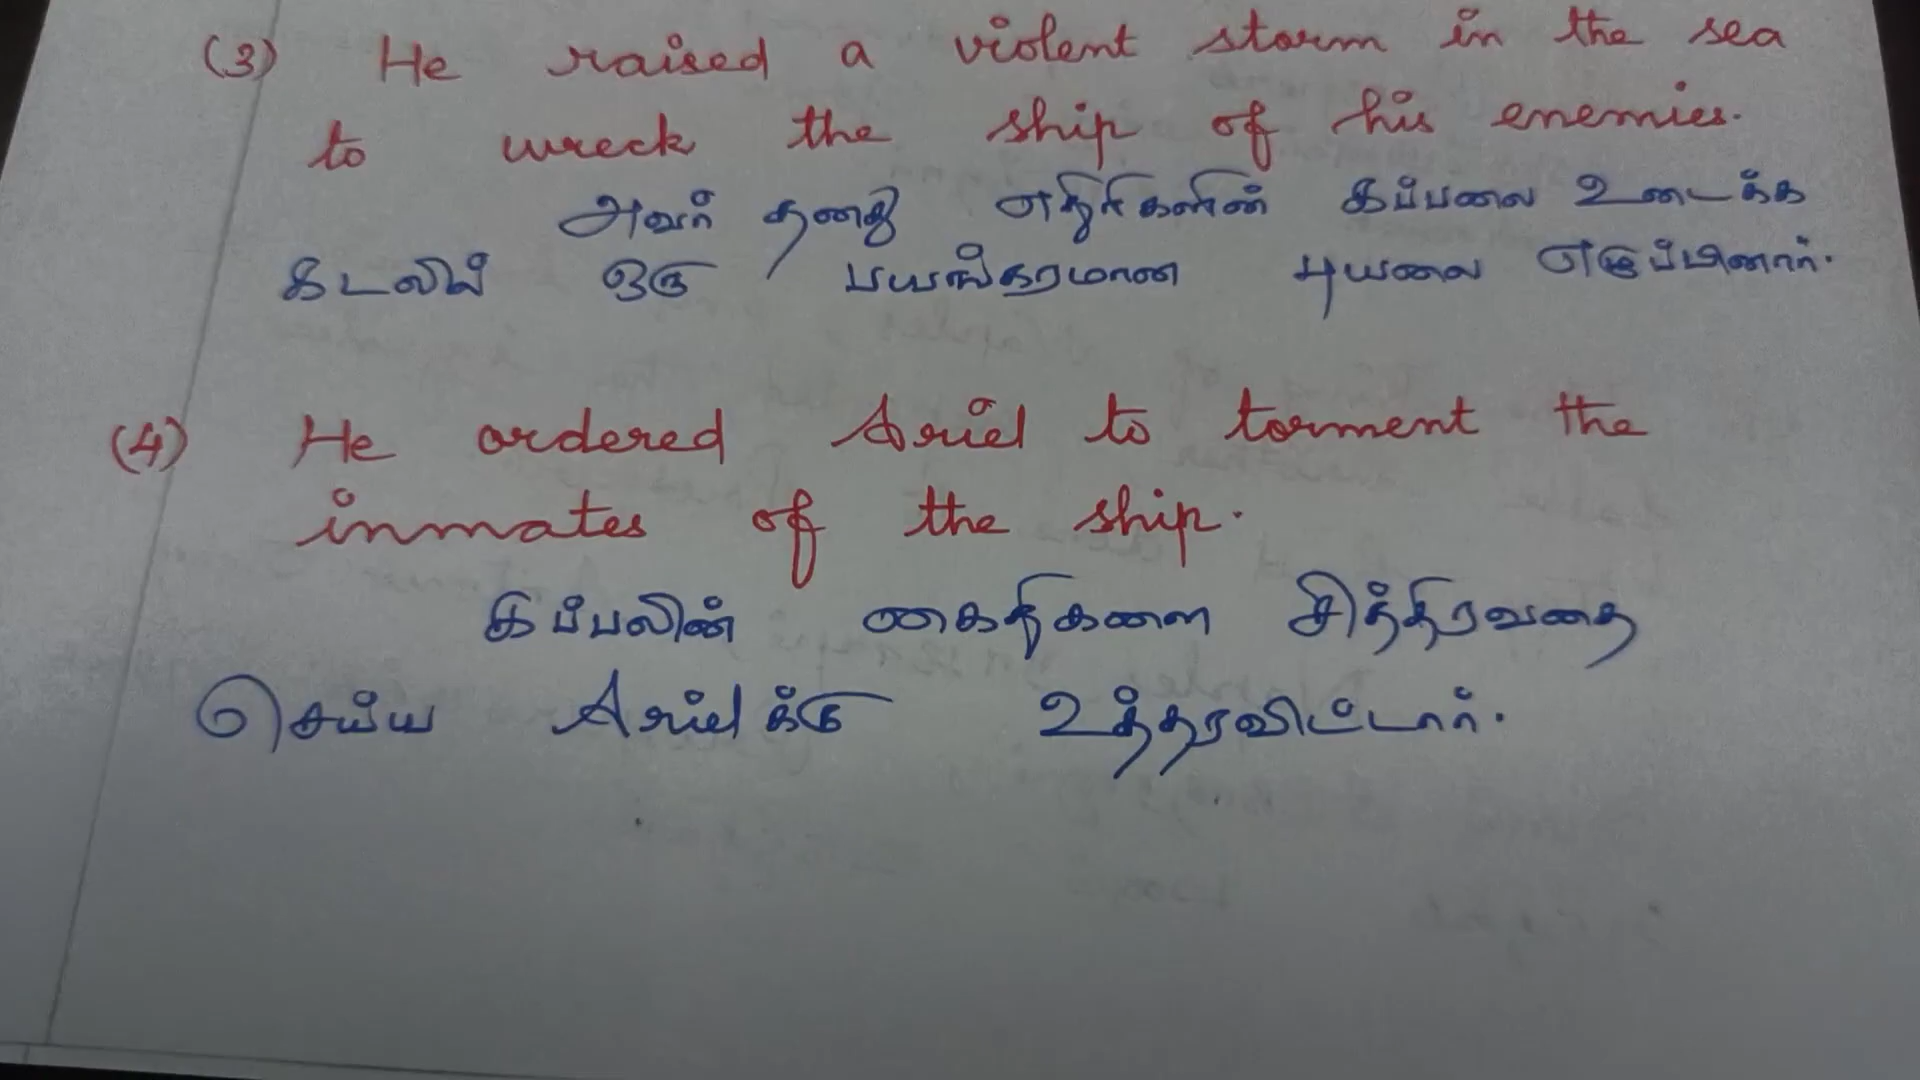 (3) He raised a violent storm in the sea
to wreck the ship of his enemies.
அவர் தனது எதிரிகளின் கப்பலை உடைக்க
கடலில் ஒரு பயங்கரமான புயலை எழுப்பினார்.
(4) He ordered Ariel to torment the
inmates of the ship.
கப்பலின் கைதிகளை சித்திரவதை
செய்ய Ariel க்கு உத்தரவிட்டார்.